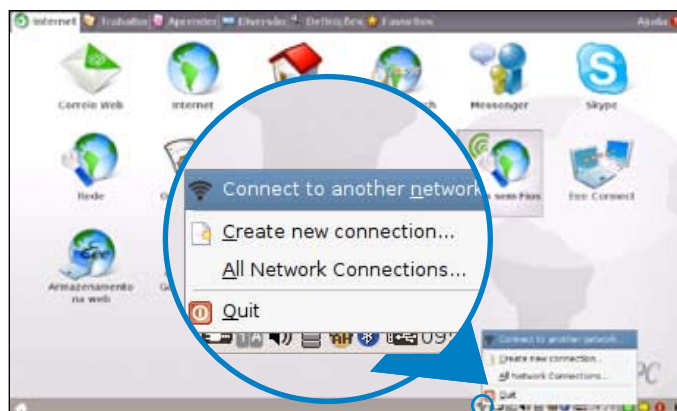 Internet Trabalho Aprender Diversão Definições Favoritos Ajuda
Correio Web Internet Messenger Skype
Rede sem Fios Eee Connect
Armazenamento
na web
Connect to another network
Create new connection...
All Network Connections...
Quit
Connect to another network...
Create new connection...
All Network Connections...
Quit
PC